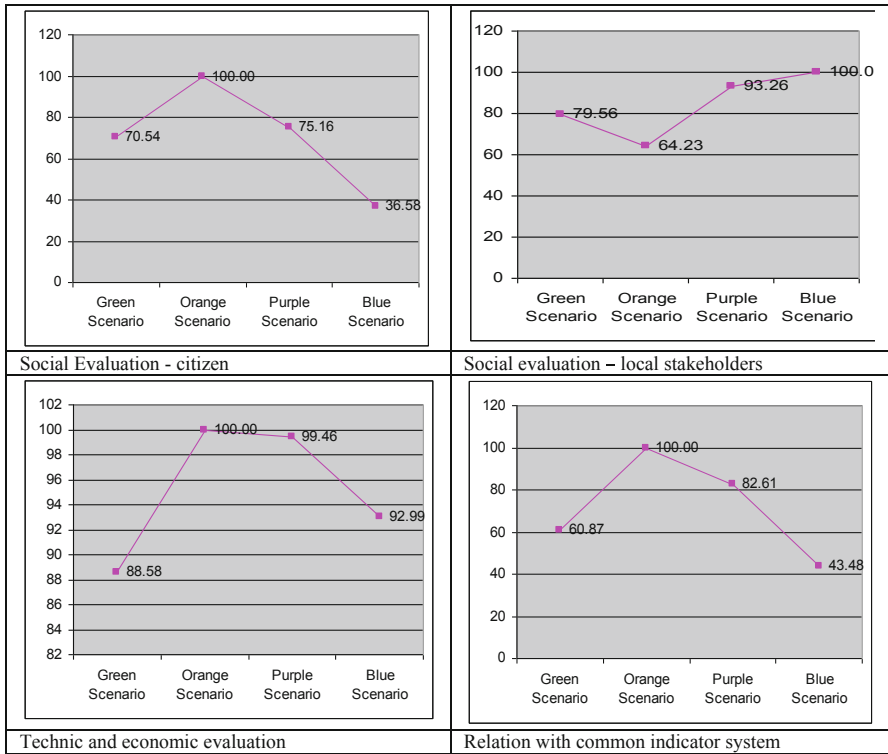 120
100
80
60
40
20
0
70.54
100.00
75.16
36.58
Green Scenario
Orange Scenario
Purple Scenario
Blue Scenario
Social Evaluation - citizen
120
100
80
60
40
20
0
79.56
64.23
93.26
100.0
Green Scenario
Orange Scenario
Purple Scenario
Blue Scenario
Social evaluation – local stakeholders
102
100
98
96
94
92
90
88
86
84
82
88.58
100.00
99.46
92.99
Green Scenario
Orange Scenario
Purple Scenario
Blue Scenario
Technic and economic evaluation
120
100
80
60
40
20
0
60.87
100.00
82.61
43.48
Green Scenario
Orange Scenario
Purple Scenario
Blue Scenario
Relation with common indicator system